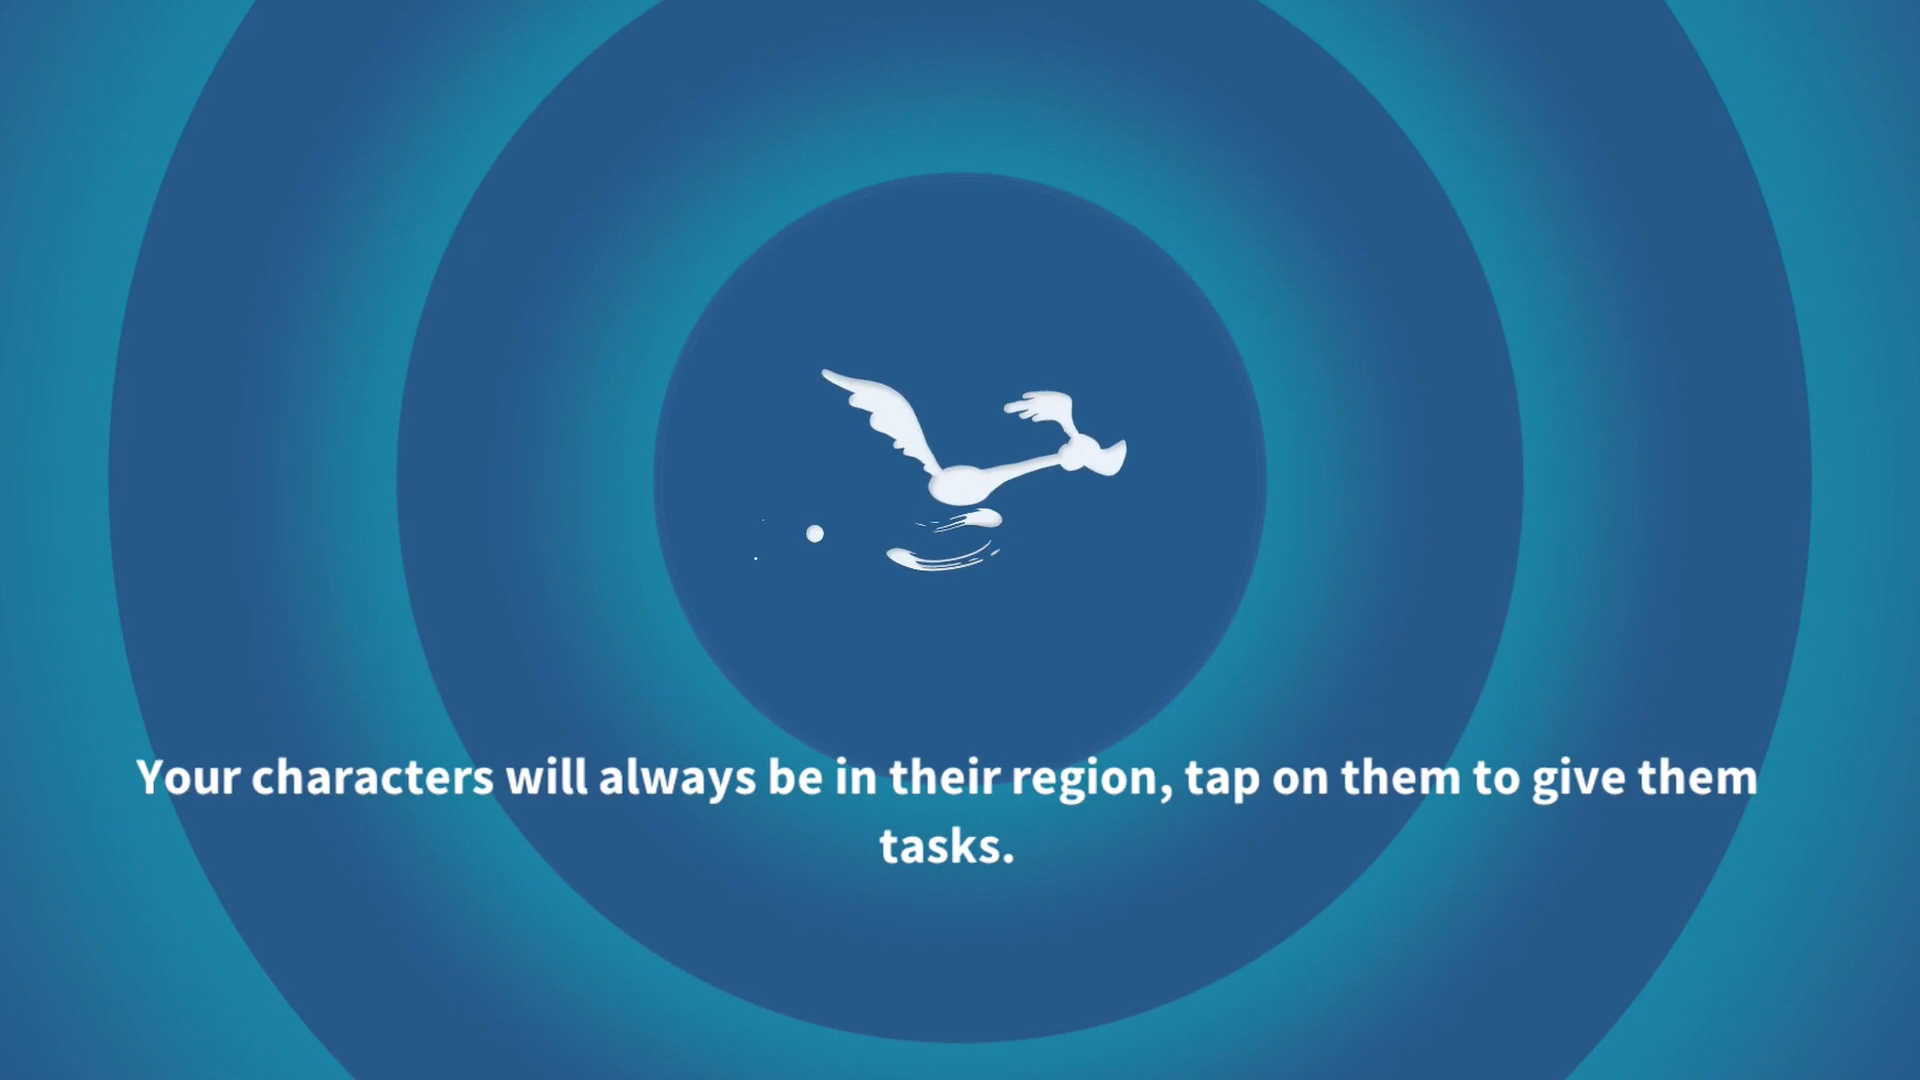 Your characters will always be in their region, tap on them to give them
tasks.